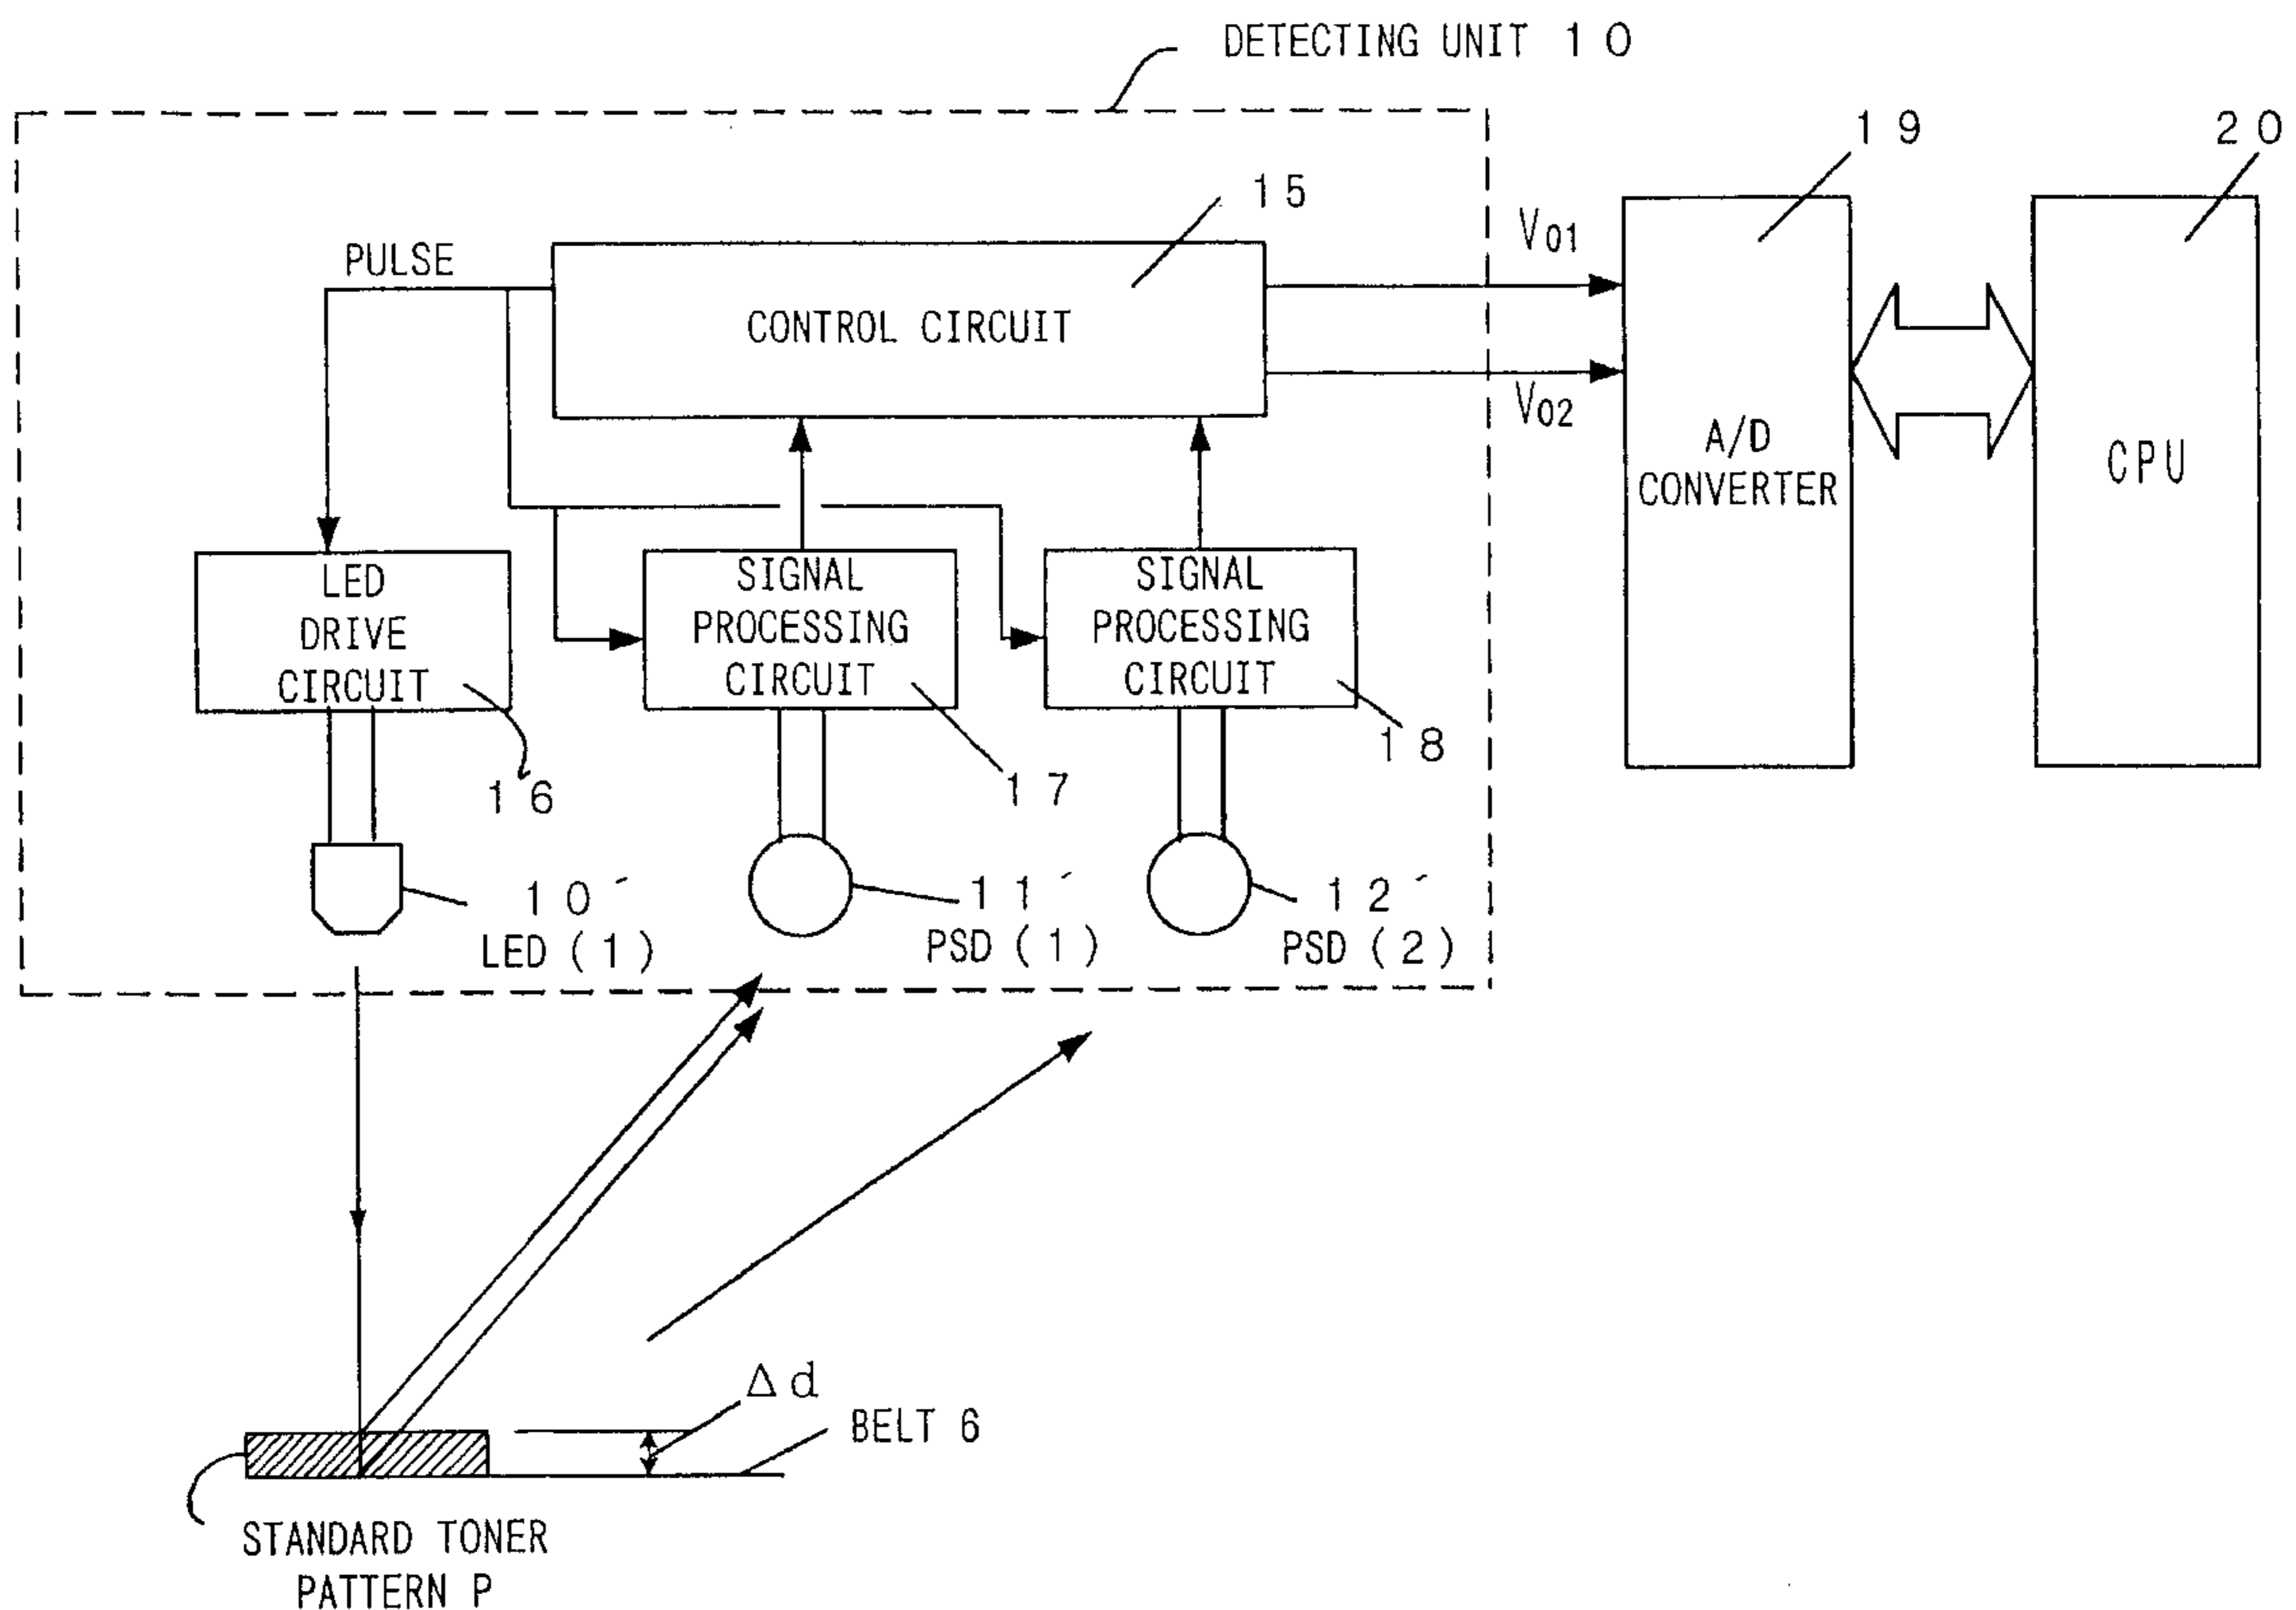 DETECTING UNIT 10
19
20
15
V01
PULSE
CONTROL CIRCUIT
V02
A/D
CONVERTER
CPU
LED
DRIVE
CIRCUIT
SIGNAL
PROCESSING
CIRCUIT
SIGNAL
PROCESSING
CIRCUIT
16
17
18
10´
LED (1)
11´
PSD (1)
12´
PSD (2)
Δd
BELT 6
STANDARD TONER
PATTERN P